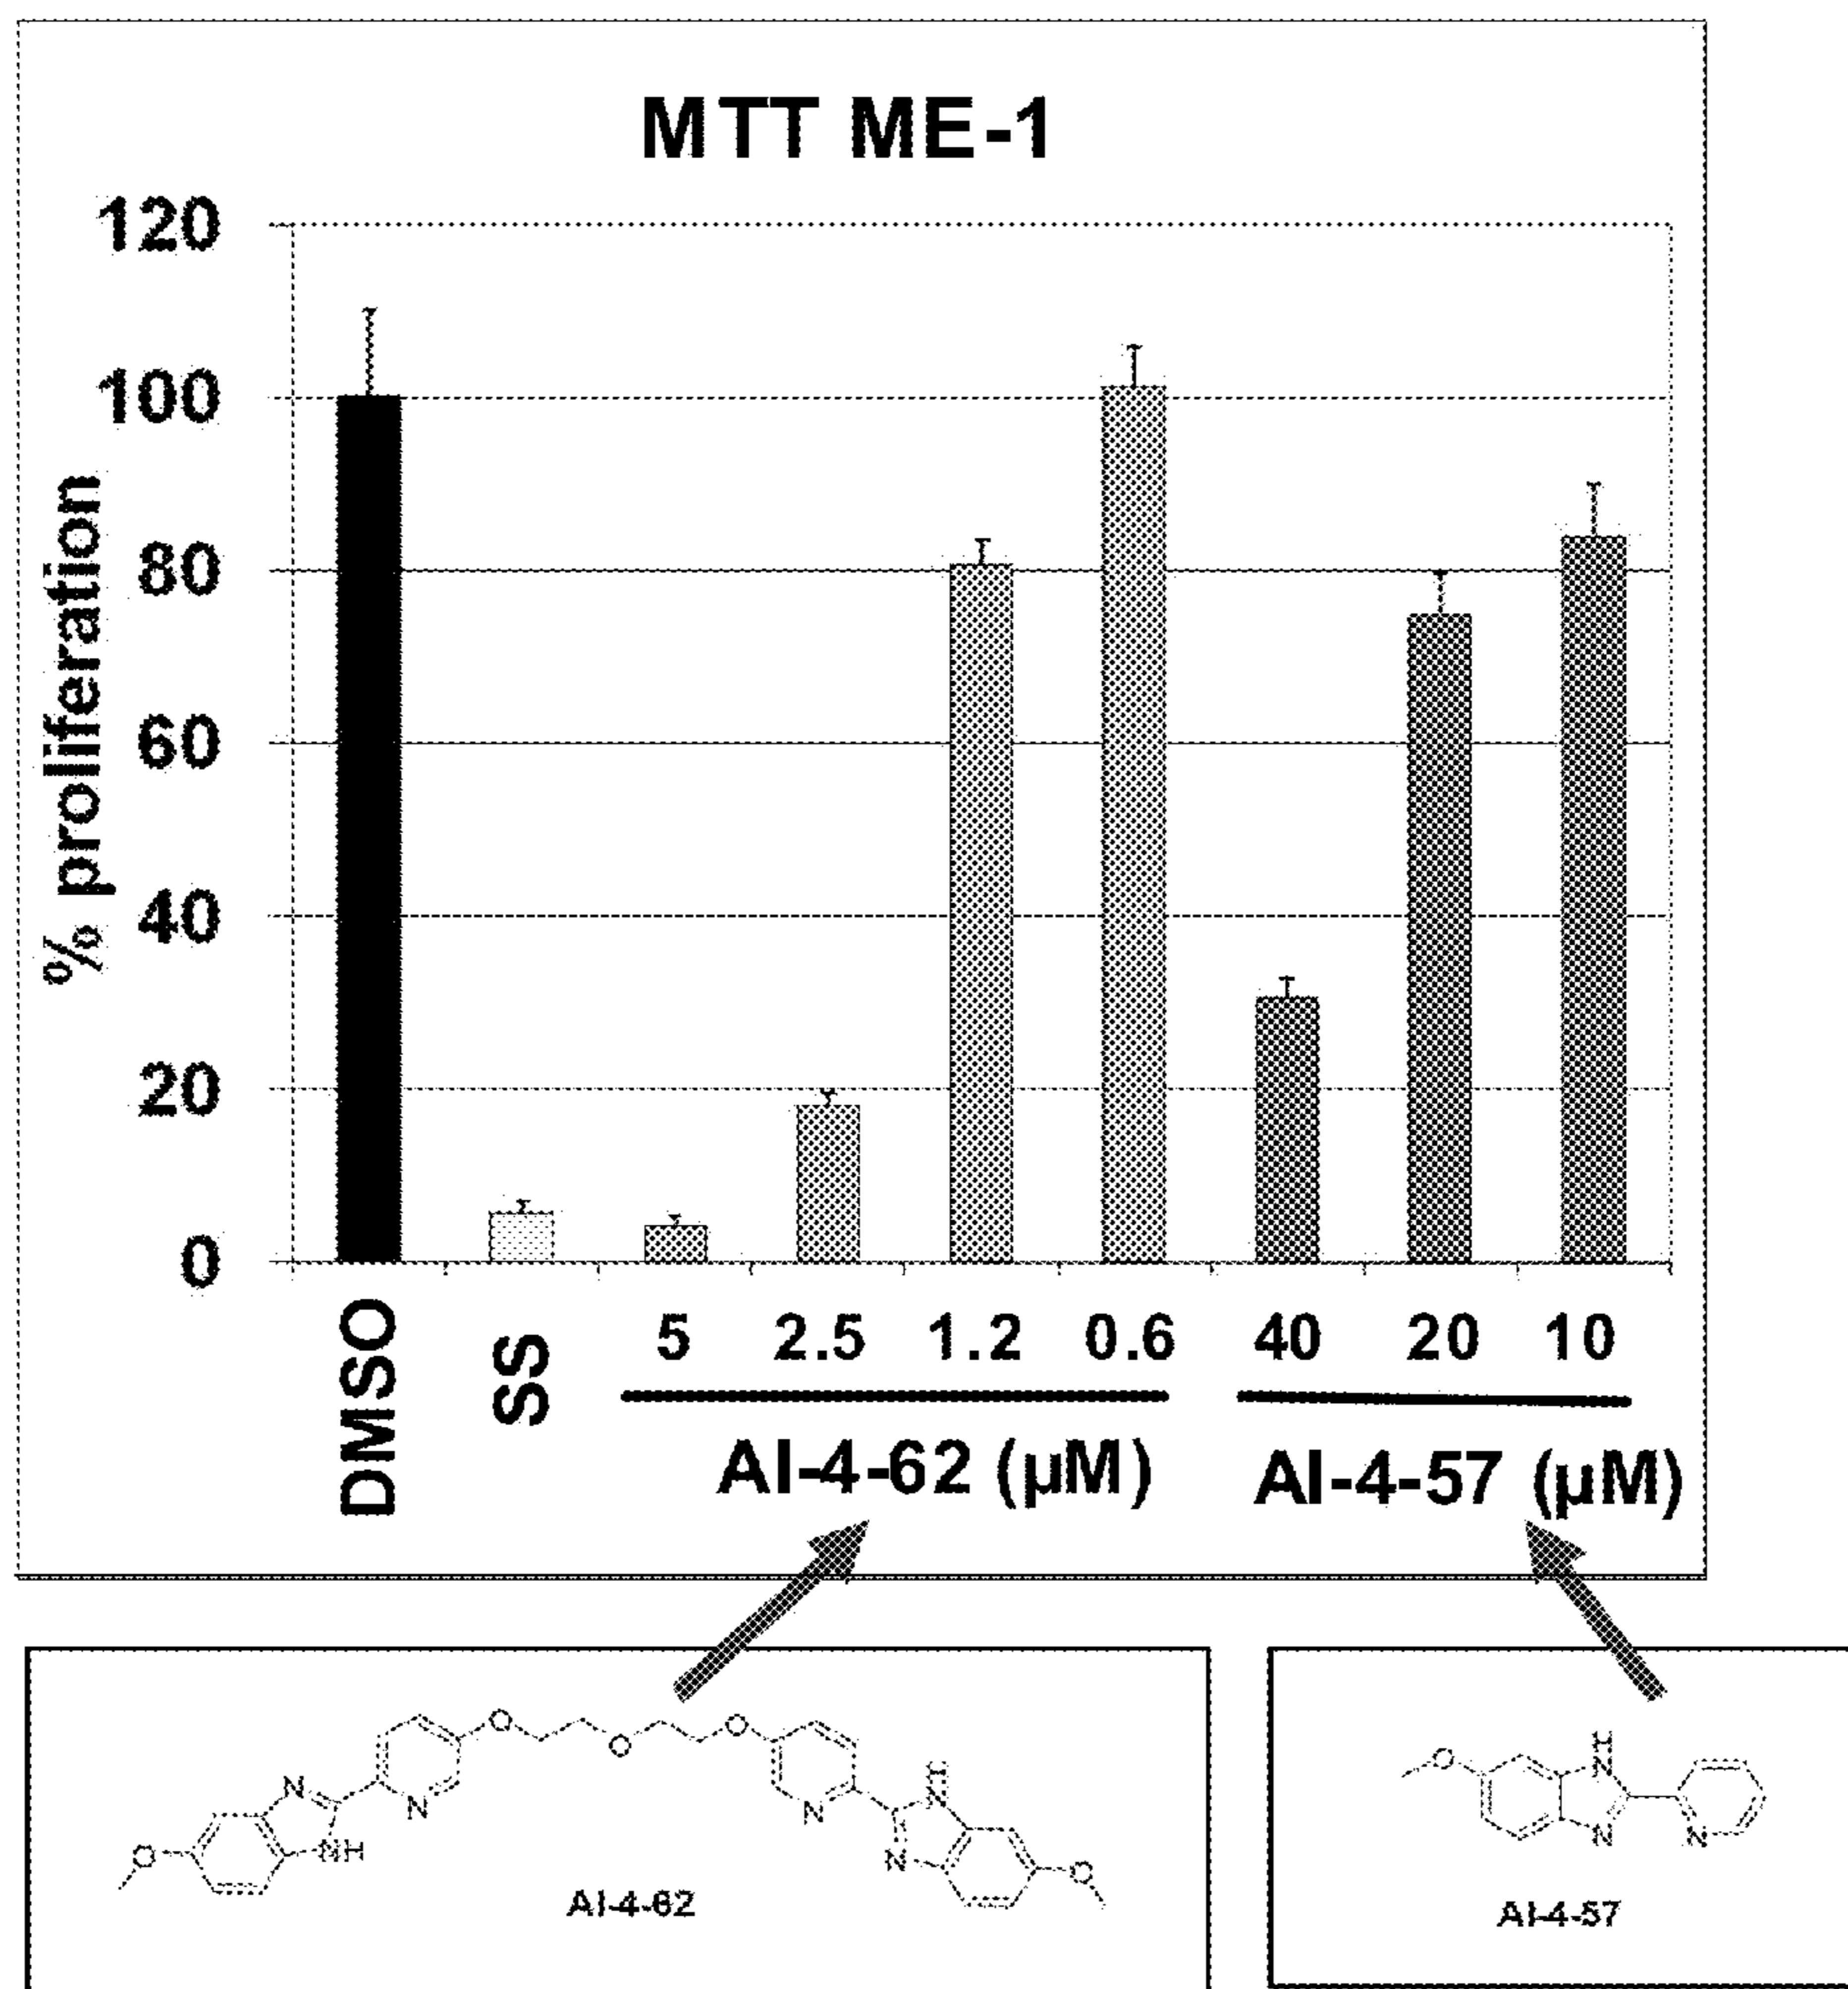 MTT ME-1
120
100
80
60
40
20
0
% proliferation
DMSO
SS
5 2.5 1.2 0.6 40 20 10
AI-4-62 (µM) AI-4-57 (µM)
O O O
N N N H N
NH N O
O
AI-4-62
O H N
N N
AI-4-57